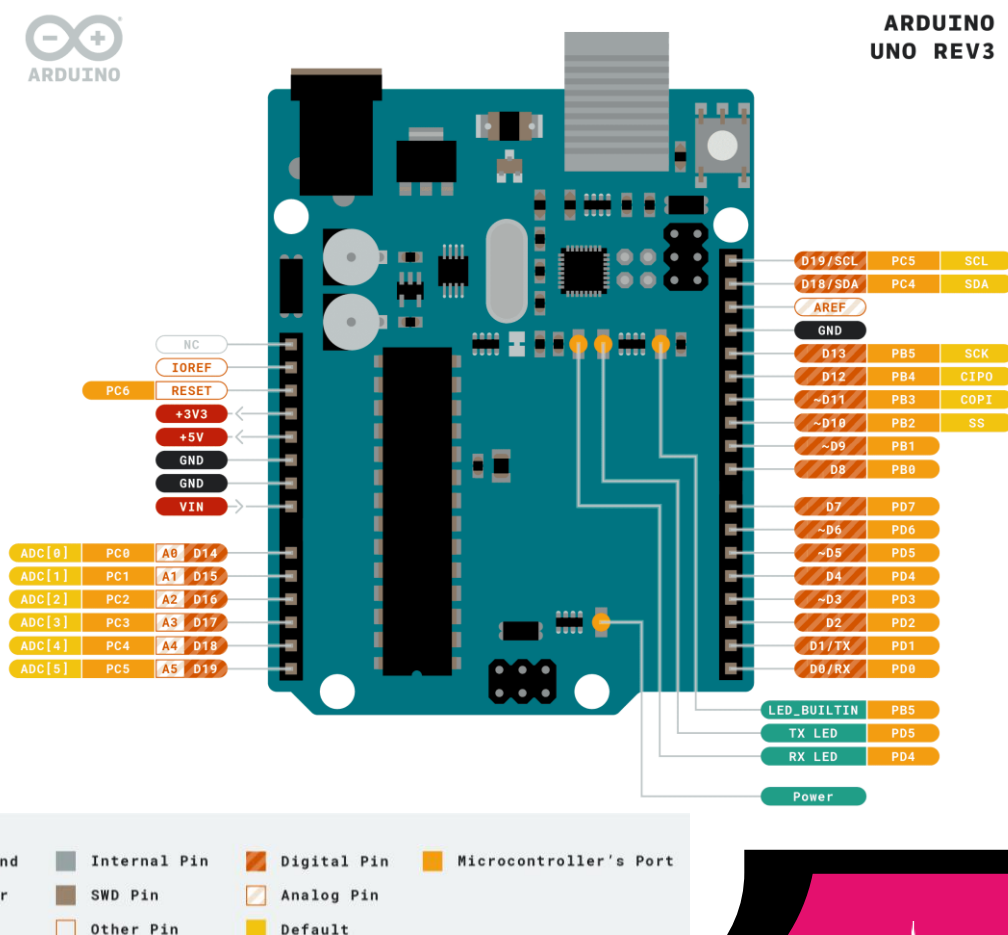 ARDUINO
ARDUINO
UNO REV3
D19/SCL PC5 SCL
D18/SDA PC4 SDA
AREF
GND
D13 PB5 SCK
D12 PB4 CIPO
~D11 PB3 COPI
~D10 PB2 SS
~D9 PB1
D8 PB0
D7 PD7
~D6 PD6
~D5 PD5
D4 PD4
~D3 PD3
D2 PD2
D1/TX PD1
D0/RX PD0
NC
IOREF
PC6 RESET
+3V3
+5V
GND
GND
VIN
ADC[0] PC0 A0 D14
ADC[1] PC1 A1 D15
ADC[2] PC2 A2 D16
ADC[3] PC3 A3 D17
ADC[4] PC4 A4 D18
ADC[5] PC5 A5 D19
LED_BUILTIN PB5
TX LED PD5
RX LED PD4
Power
nd Internal Pin Digital Pin Microcontroller's Port
r SWD Pin Analog Pin
Other Pin Default